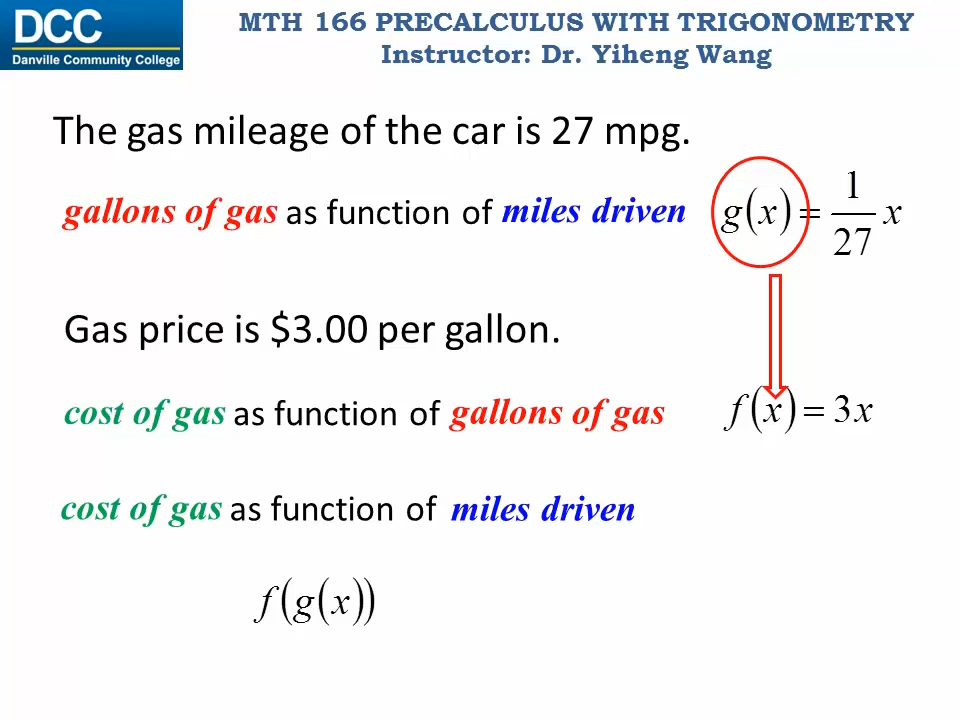 DCC
Danville Community College
MTH 166 PRECALCULUS WITH TRIGONOMETRY
Instructor: Dr. Yiheng Wang
The gas mileage of the car is 27 mpg.
gallons of gas as function of miles driven g(x) = 1/27 x
Gas price is $3.00 per gallon.
cost of gas as function of gallons of gas f(x) = 3x
cost of gas as function of miles driven
f(g(x))